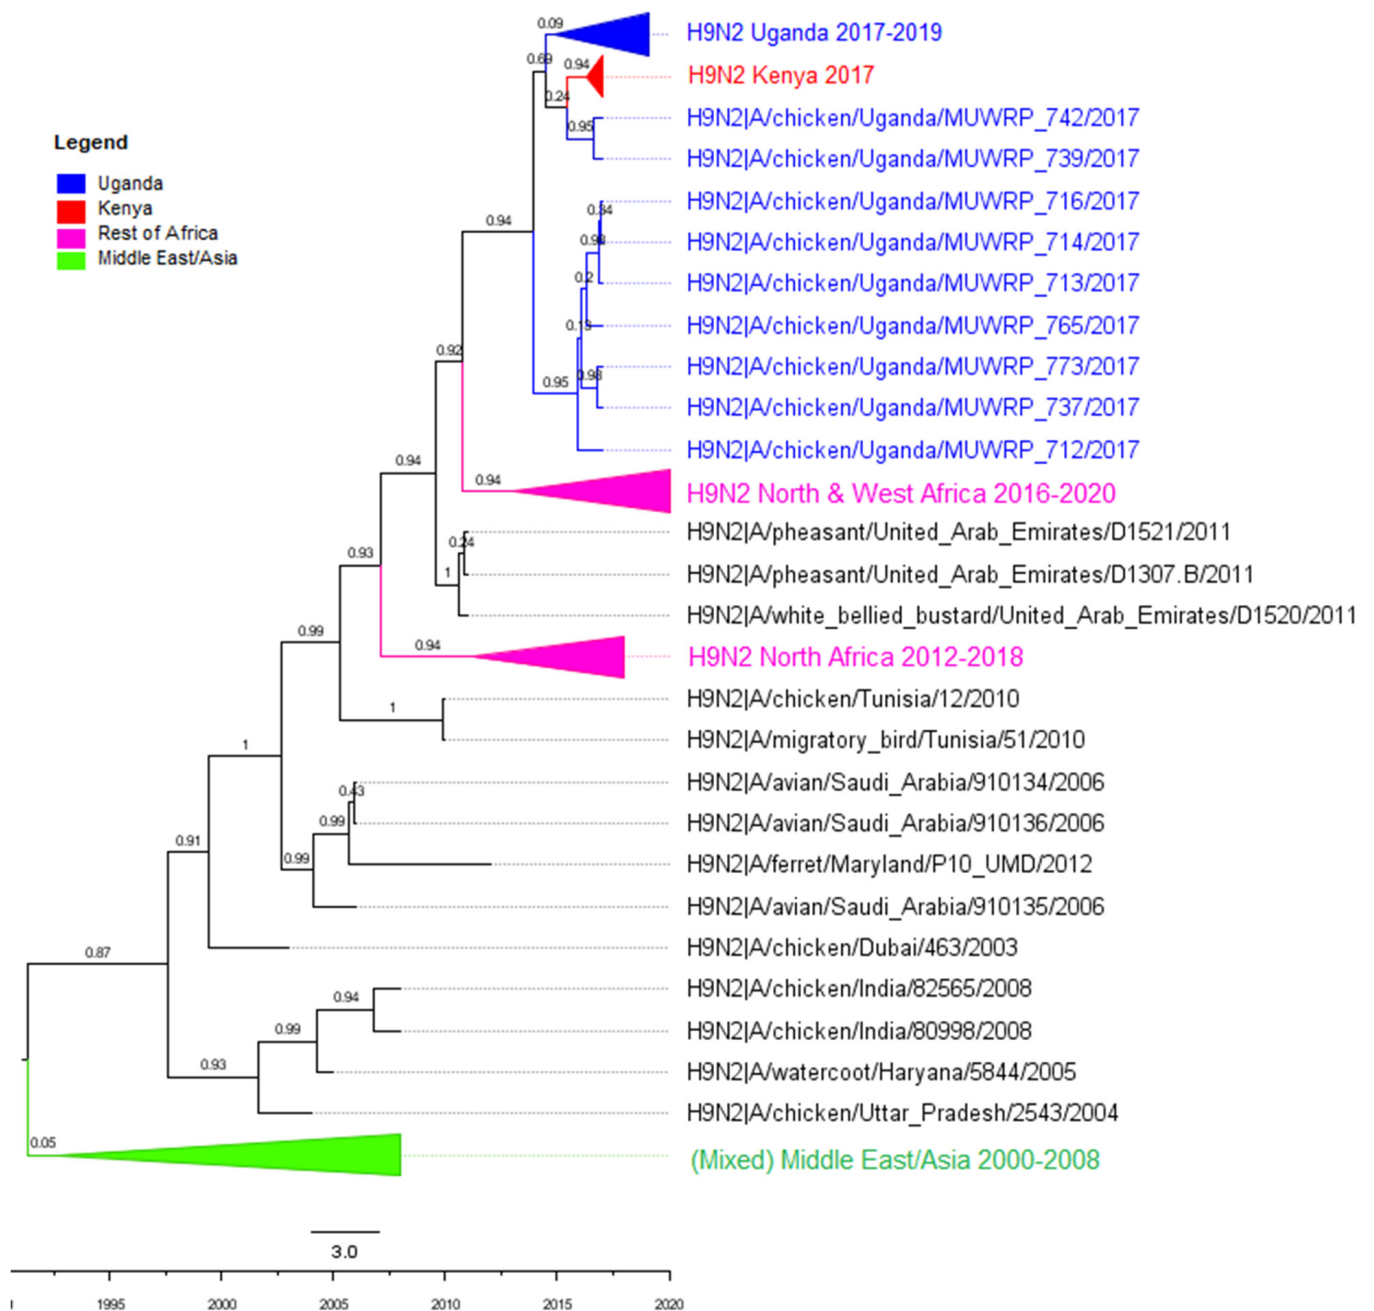 0.09
H9N2 Uganda 2017-2019
0.69
0.94
H9N2 Kenya 2017
0.24
H9N2|A/chicken/Uganda/MUWRP_742/2017
0.95
Legend
H9N2|A/chicken/Uganda/MUWRP_739/2017
Uganda
Kenya
H9N2|A/chicken/Uganda/MUWRP_716/2017
0.94
Rest of Africa
H9N2|A/chicken/Uganda/MUWRP_714/2017
Middle East/Asia
H9N2|A/chicken/Uganda/MUWRP_713/2017
0.2
H9N2|A/chicken/Uganda/MUWRP_765/2017
0.92
H9N2|A/chicken/Uganda/MUWRP_773/2017
0.98
0.95
H9N2|A/chicken/Uganda/MUWRP_737/2017
H9N2|A/chicken/Uganda/MUWRP_712/2017
0.94
0.94
H9N2 North & West Africa 2016-2020
H9N2|A/pheasant/United_Arab_Emirates/D1521/2011
0.24
0.93
1
H9N2|A/pheasant/United_Arab_Emirates/D1307.B/2011
H9N2|A/white_bellied_bustard/United_Arab_Emirates/D1520/2011
0.99
0.94
H9N2 North Africa 2012-2018
H9N2|A/chicken/Tunisia/12/2010
1
H9N2|A/migratory_bird/Tunisia/51/2010
1
H9N2|A/avian/Saudi_Arabia/910134/2006
0.43
0.99
H9N2|A/avian/Saudi_Arabia/910136/2006
0.91
0.99
H9N2|A/ferret/Maryland/P10_UMD/2012
H9N2|A/avian/Saudi_Arabia/910135/2006
0.87
H9N2|A/chicken/Dubai/463/2003
0.94
H9N2|A/chicken/India/82565/2008
0.99
H9N2|A/chicken/India/80998/2008
0.93
H9N2|A/watercoot/Haryana/5844/2005
H9N2|A/chicken/Uttar_Pradesh/2543/2004
0.05
(Mixed) Middle East/Asia 2000-2008
3.0
1995 2000 2005 2010 2015 2020